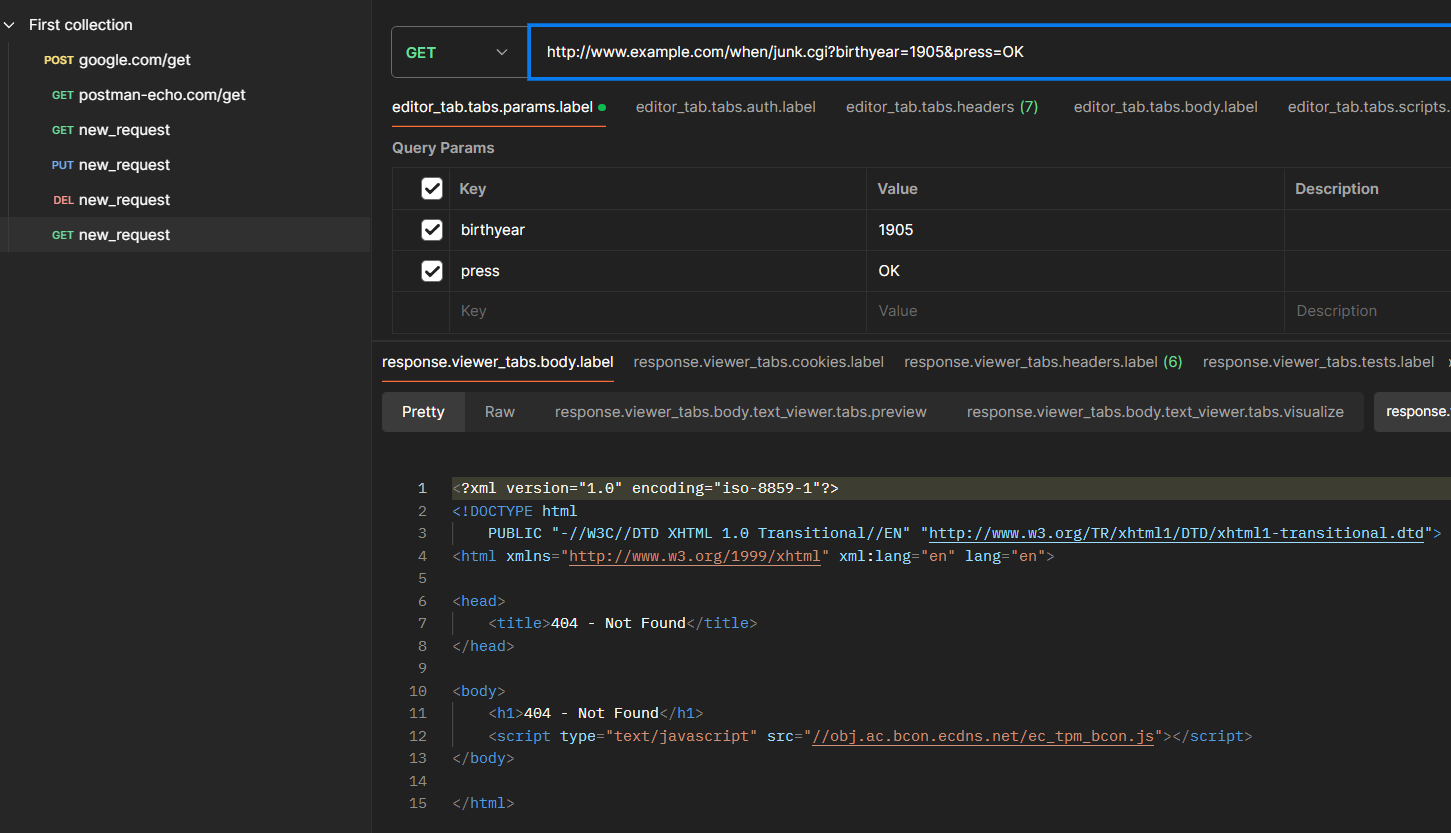 First collection
POST google.com/get
GET postman-echo.com/get
GET new_request
PUT new_request
DEL new_request
GET new_request
GET http://www.example.com/when/junk.cgi?birthyear=1905&press=OK
editor_tab.tabs.params.label editor_tab.tabs.auth.label editor_tab.tabs.headers (7) editor_tab.tabs.body.label editor_tab.tabs.scripts.
Query Params
Key Value Description
birthyear 1905
press OK
Key Value Description
response.viewer_tabs.body.label response.viewer_tabs.cookies.label response.viewer_tabs.headers.label (6) response.viewer_tabs.tests.label
Pretty Raw response.viewer_tabs.body.text_viewer.tabs.preview response.viewer_tabs.body.text_viewer.tabs.visualize response.
1 <?xml version="1.0" encoding="iso-8859-1"?>
2 <!DOCTYPE html
3 PUBLIC "-//W3C//DTD XHTML 1.0 Transitional//EN" "http://www.w3.org/TR/xhtml1/DTD/xhtml1-transitional.dtd">
4 <html xmlns="http://www.w3.org/1999/xhtml" xml:lang="en" lang="en">
5
6 <head>
7 <title>404 - Not Found</title>
8 </head>
9
10 <body>
11 <h1>404 - Not Found</h1>
12 <script type="text/javascript" src="//obj.ac.bcon.ecdns.net/ec_tpm_bcon.js"></script>
13 </body>
14
15 </html>